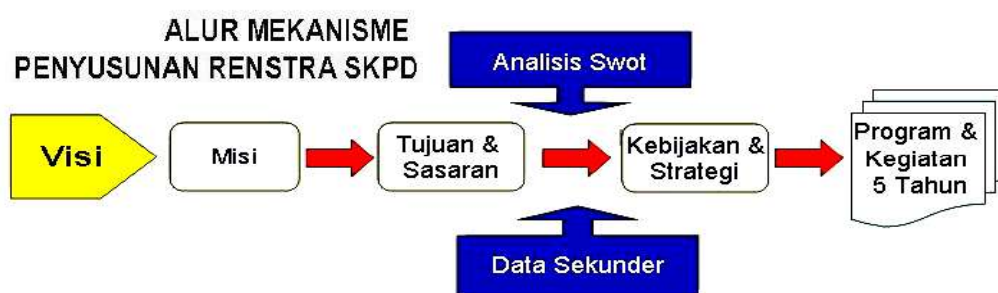 ALUR MEKANISME
PENYUSUNAN RENSTRA SKPD
Analisis Swot
Visi
Misi
Tujuan &
Sasaran
Kebijakan &
Strategi
Program &
Kegiatan
5 Tahun
Data Sekunder